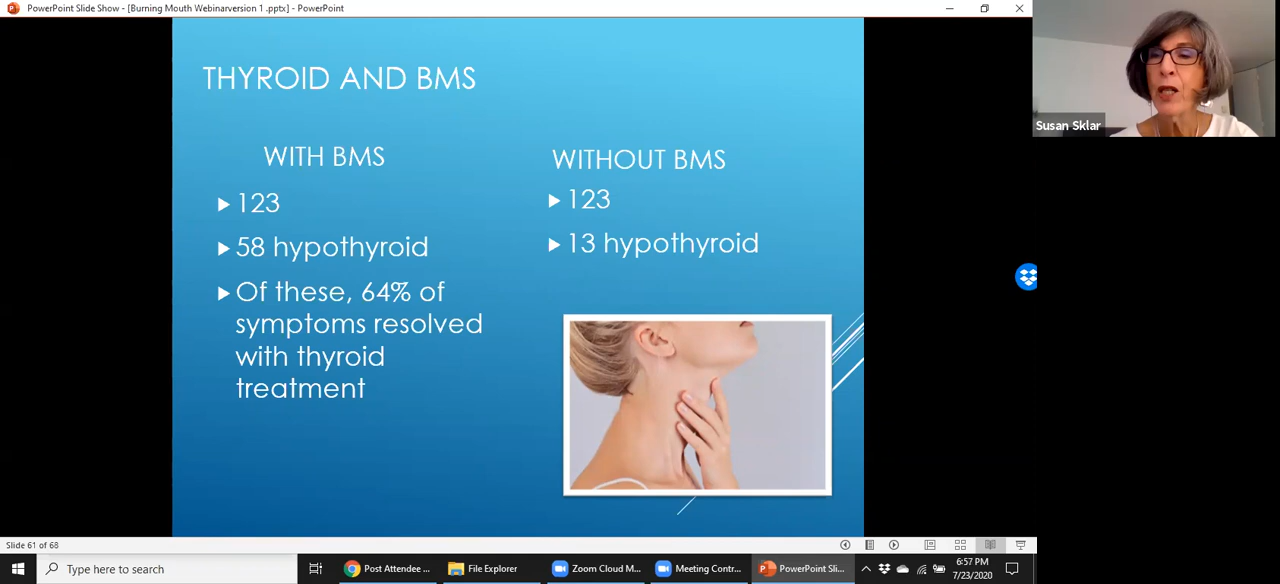 PowerPoint Slide Show - [Burning Mouth Webinarversion 1 .pptx] - PowerPoint
THYROID AND BMS
WITH BMS
123
58 hypothyroid
Of these, 64% of
symptoms resolved
with thyroid
treatment
WITHOUT BMS
123
13 hypothyroid
Susan Sklar
Slide 61 of 68
Type here to search
Post Attendee ...
File Explorer
Zoom Cloud M...
Meeting Contr...
PowerPoint Sli...
6:57 PM
7/23/2020